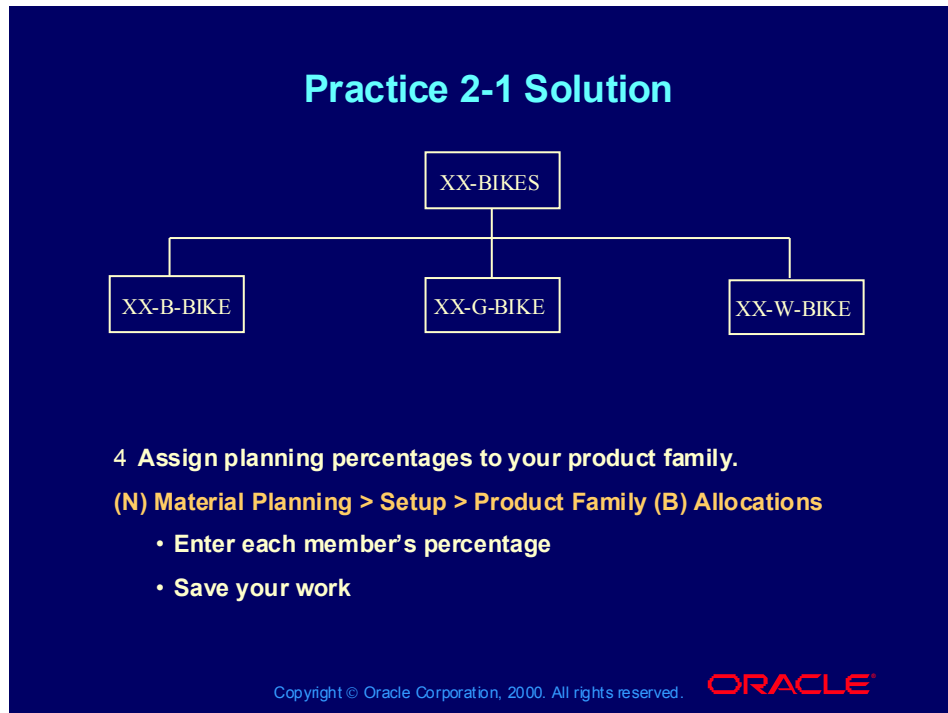 Practice 2-1 Solution
XX-BIKES
XX-B-BIKE
XX-G-BIKE
XX-W-BIKE
4 Assign planning percentages to your product family.
(N) Material Planning > Setup > Product Family (B) Allocations
• Enter each member's percentage
• Save your work
Copyright © Oracle Corporation, 2000. All rights reserved.
ORACLE®